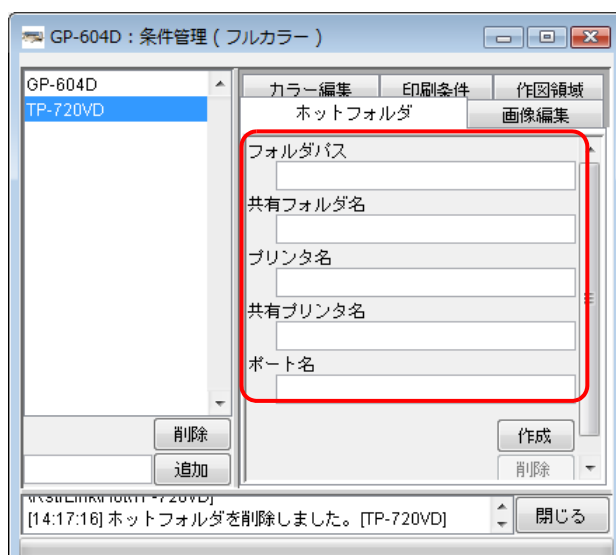 GP-604D：条件管理 ( フルカラー )
GP-604D
TP-720VD
カラー編集 印刷条件 作図領域
ホットフォルダ 画像編集
フォルダパス
共有フォルダ名
プリンタ名
共有プリンタ名
ポート名
削除
追加
作成
削除
[14:17:16] ホットフォルダを削除しました。[TP-720VD]
閉じる